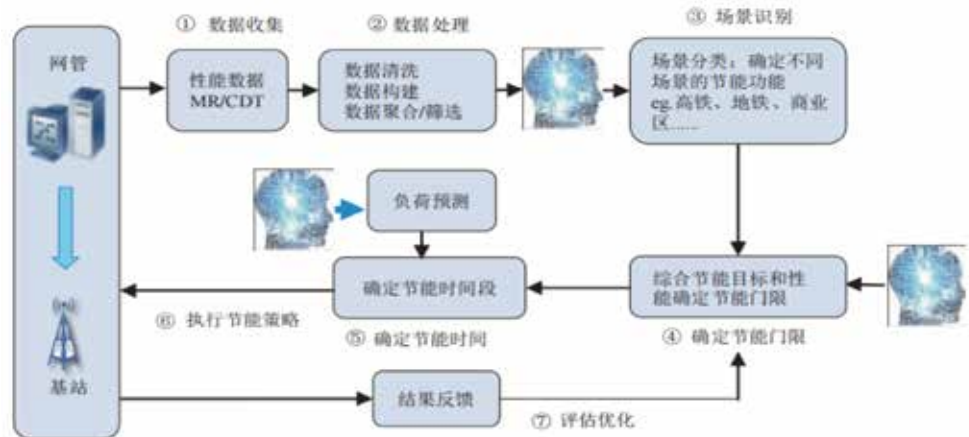 ① 数据收集
② 数据处理
③ 场景识别
网管
性能数据
MR/CDT
数据清洗
数据构建
数据聚合/筛选
场景分类：确定不同
场景的节能功能
eg.高铁、地铁、商业
区......
负荷预测
确定节能时间段
综合节能目标和性
能确定节能门限
⑥ 执行节能策略
⑤ 确定节能时间
④ 确定节能门限
基站
结果反馈
⑦ 评估优化